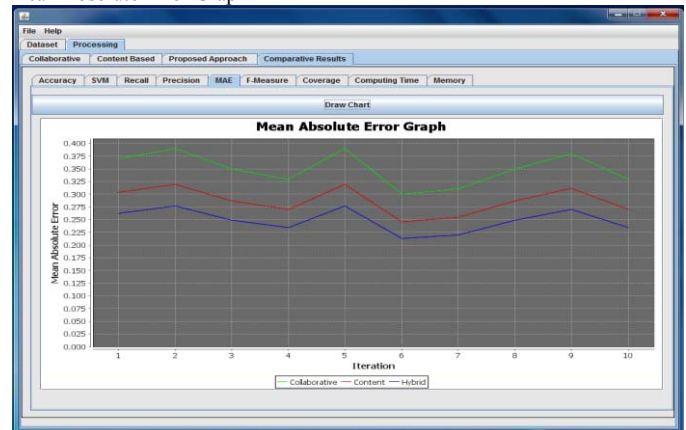 File Help
Dataset Processing
Collaborative Content Based Proposed Approach Comparative Results
Accuracy SVM Recall Precision MAE F-Measure Coverage Computing Time Memory
Draw Chart
Mean Absolute Error Graph
Mean Absolute Error
0.400
0.375
0.350
0.325
0.300
0.275
0.250
0.225
0.200
0.175
0.150
0.125
0.100
0.075
0.050
0.025
0.000
1 2 3 4 5 6 7 8 9 10
Iteration
Collaborative Content Hybrid